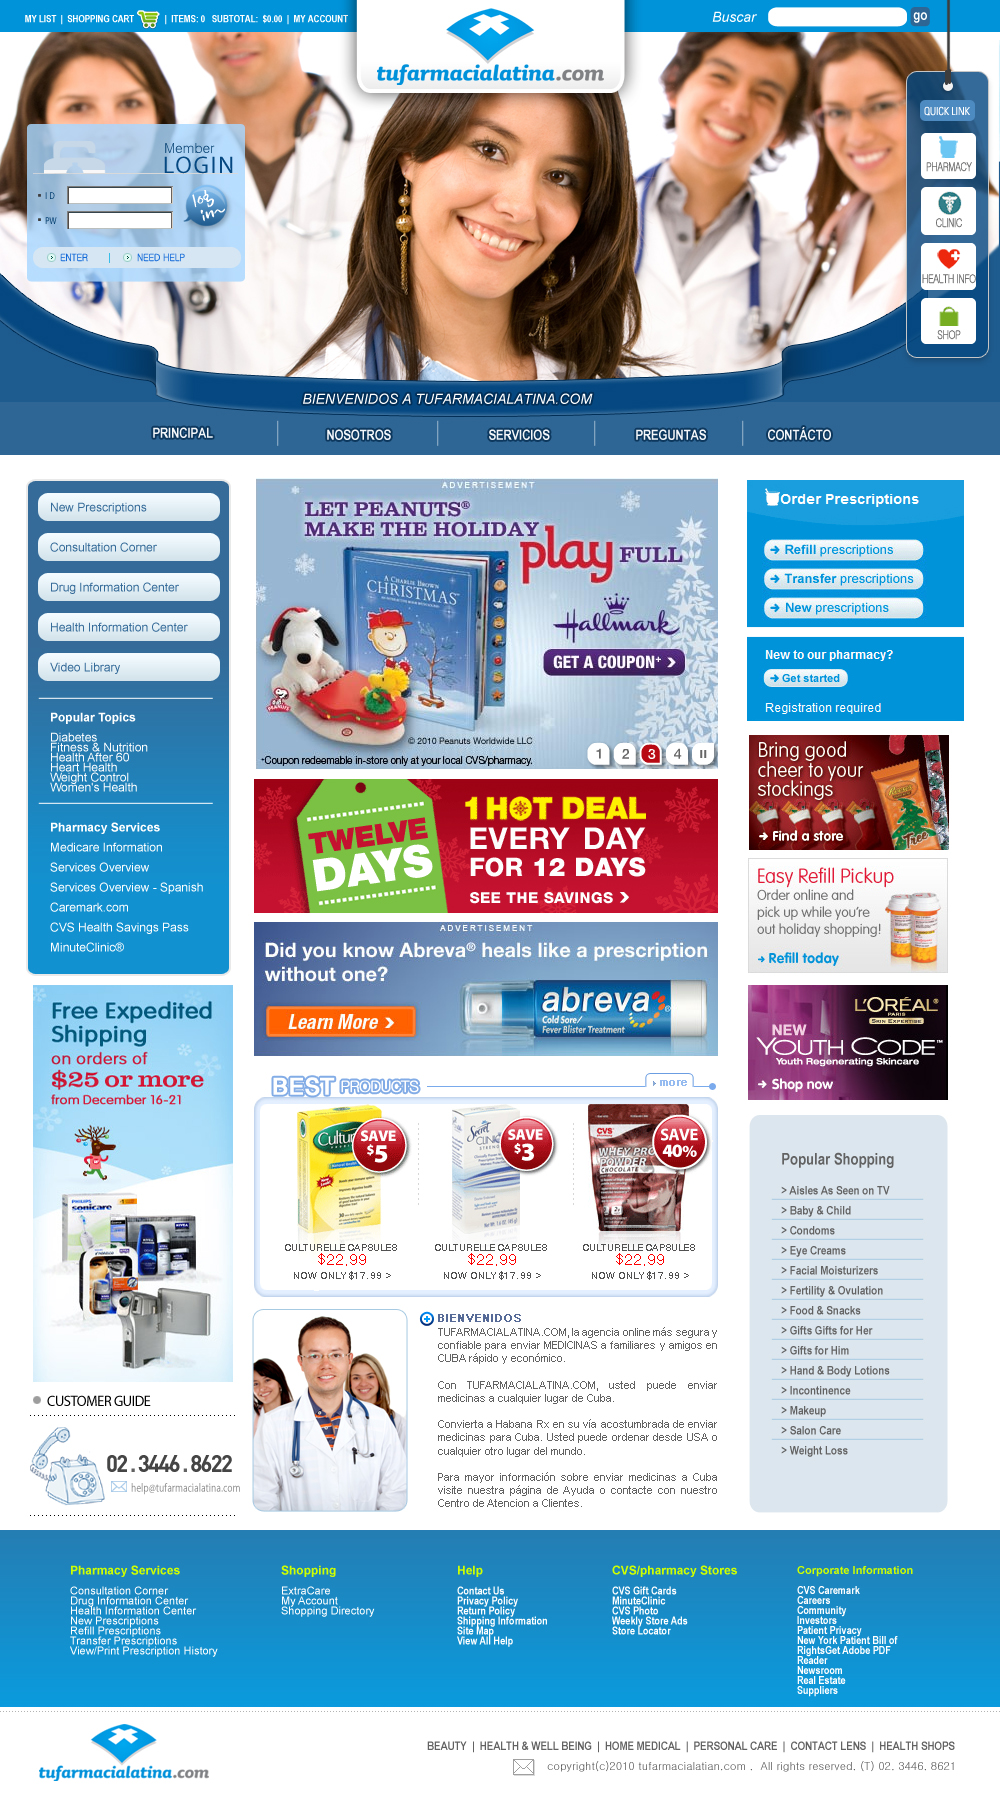 MY LIST | SHOPPING CART | ITEMS: 0 SUBTOTAL: $0.00 | MY ACCOUNT
Buscar go
tufarmacialatina.com
Member
LOGIN
ID
PW
log in
ENTER | NEED HELP
QUICK LINK
PHARMACY
CLINIC
HEALTH INFO
SHOP
BIENVENIDOS A TUFARMACIALATINA.COM
PRINCIPAL
NOSOTROS
SERVICIOS
PREGUNTAS
CONTÁCTO
New Prescriptions
Consultation Corner
Drug Information Center
Health Information Center
Video Library
Popular Topics
Diabetes
Fitness & Nutrition
Health After 60
Heart Health
Weight Control
Women's Health
Pharmacy Services
Medicare Information
Services Overview
Services Overview - Spanish
Caremark.com
CVS Health Savings Pass
MinuteClinic®
Free Expedited
Shipping
on orders of
$25 or more
from December 16-21
PHILIPS
sonicare
NIVEA
CUSTOMER GUIDE
02.3446.8622
help@tufarmacialatina.com
ADVERTISEMENT
LET PEANUTS®
MAKE THE HOLIDAY
play FULL
A CHARLIE BROWN
CHRISTMAS
Hallmark
GET A COUPON+ >
PEANUTS
© 2010 Peanuts Worldwide LLC
*Coupon redeemable in-store only at your local CVS/pharmacy.
1 2 3 4 II
TWELVE
DAYS
1 HOT DEAL
EVERY DAY
FOR 12 DAYS
SEE THE SAVINGS >
ADVERTISEMENT
Did you know Abreva® heals like a prescription
without one?
Learn More >
abreva®
Cold Sore/
Fever Blister Treatment
BEST PRODUCTS
more
SAVE
$5
Secret
CLINICAL
STRENGTH
SAVE
$3
CVS
WHEY PRO
POWDER
CHOCOLATE
SAVE
40%
CULTURELLE CAPSULES
$22.99
NOW ONLY $17.99 >
CULTURELLE CAPSULES
$22.99
NOW ONLY $17.99 >
CULTURELLE CAPSULES
$22.99
NOW ONLY $17.99 >
BIENVENIDOS
TUFARMACIALATINA.COM, la agencia online más segura y
confiable para enviar MEDICINAS a familiares y amigos en
CUBA rápido y económico.
Con TUFARMACIALATINA.COM, usted puede enviar
medicinas a cualquier lugar de Cuba.
Convierta a Habana Rx en su vía acostumbrada de enviar
medicinas para Cuba. Usted puede ordenar desde USA o
cualquier otro lugar del mundo.
Para mayor información sobre enviar medicinas a Cuba
visite nuestra página de Ayuda o contacte con nuestro
Centro de Atencion a Clientes.
Order Prescriptions
Refill prescriptions
Transfer prescriptions
New prescriptions
New to our pharmacy?
Get started
Registration required
Bring good
cheer to your
stockings
Find a store
Reese's
Tree
Easy Refill Pickup
Order online and
pick up while you're
out holiday shopping!
Refill today
L'ORÉAL®
PARIS
SKIN EXPERTISE
NEW
YOUTH CODE™
Youth Regenerating Skincare
Shop now
Popular Shopping
> Aisles As Seen on TV
> Baby & Child
> Condoms
> Eye Creams
> Facial Moisturizers
> Fertility & Ovulation
> Food & Snacks
> Gifts Gifts for Her
> Gifts for Him
> Hand & Body Lotions
> Incontinence
> Makeup
> Salon Care
> Weight Loss
Pharmacy Services
Consultation Corner
Drug Information Center
Health Information Center
New Prescriptions
Refill Prescriptions
Transfer Prescriptions
View/Print Prescription History
Shopping
ExtraCare
My Account
Shopping Directory
Help
Contact Us
Privacy Policy
Return Policy
Shipping Information
Site Map
View All Help
CVS/pharmacy Stores
CVS Gift Cards
MinuteClinic
CVS Photo
Weekly Store Ads
Store Locator
Corporate Information
CVS Caremark
Careers
Community
Investors
Patient Privacy
New York Patient Bill of
RightsGet Adobe PDF
Reader
Newsroom
Real Estate
Suppliers
tufarmacialatina.com
BEAUTY | HEALTH & WELL BEING | HOME MEDICAL | PERSONAL CARE | CONTACT LENS | HEALTH SHOPS
copyright(c)2010 tufarmacialatian.com . All rights reserved. (T) 02. 3446. 8621